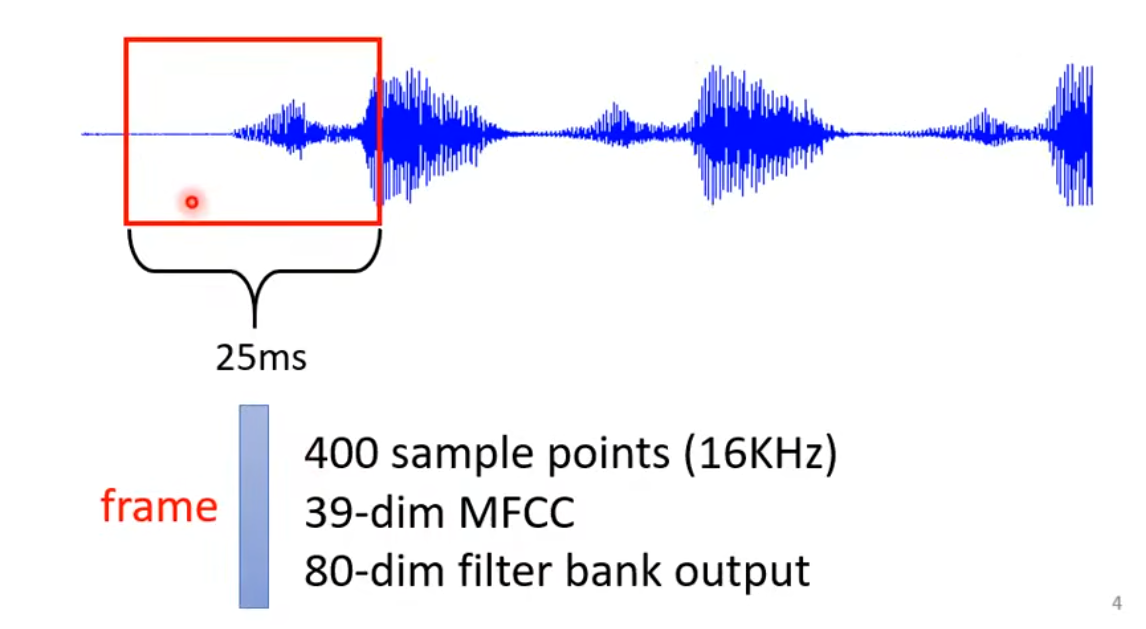 25ms
400 sample points (16KHz)
frame
39-dim MFCC
80-dim filter bank output
4